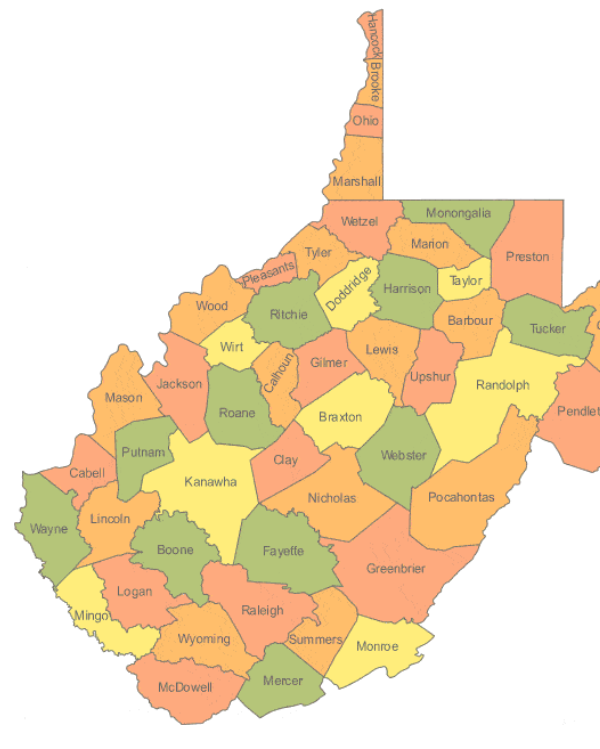 Hancock
Brooke
Ohio
Marshall
Wetzel
Monongalia
Marion
Preston
Tyler
Pleasants
Doddridge
Harrison
Taylor
Wood
Ritchie
Barbour
Tucker
Wirt
Calhoun
Gilmer
Lewis
Upshur
Randolph
Jackson
Mason
Roane
Braxton
Pendlet
Putnam
Webster
Clay
Cabell
Kanawha
Nicholas
Pocahontas
Lincoln
Wayne
Boone
Fayette
Greenbrier
Logan
Mingo
Raleigh
Wyoming
Summers
Monroe
McDowell
Mercer